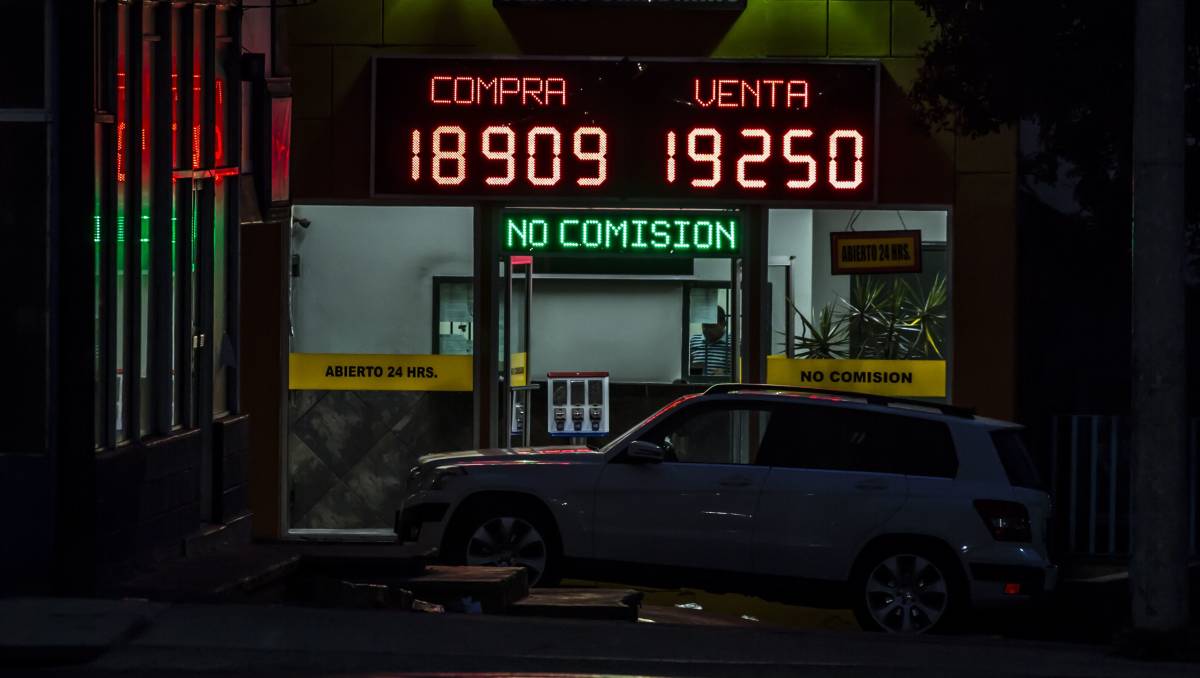 COMPRA VENTA
18909 19250
NO COMISION
ABIERTO 24 HRS.
ABIERTO 24 HRS.
NO COMISION